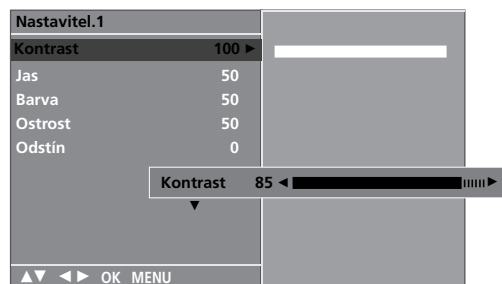 Nastavitel.1
Kontrast 100 ►
Jas 50
Barva 50
Ostrost 50
Odstín 0
Kontrast 85 ◄ ►
▼
▲▼ ◄► OK MENU